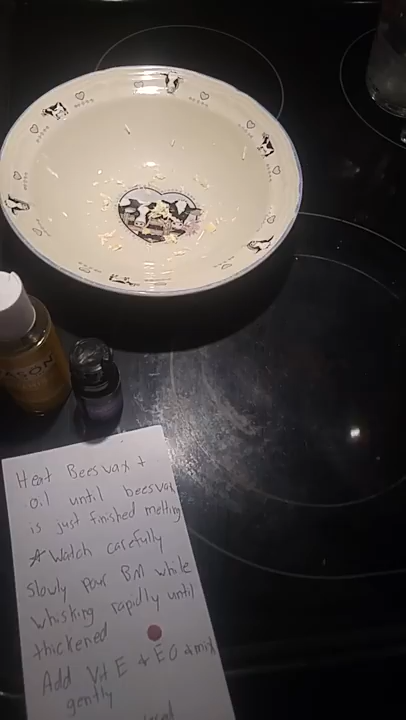 ASON
Heat Beeswax +
oil until beeswax
is just finished melting
☆ Watch carefully
Slowly pour BM while
whisking rapidly until
thickened
Add Vit E + EO + mix
gently